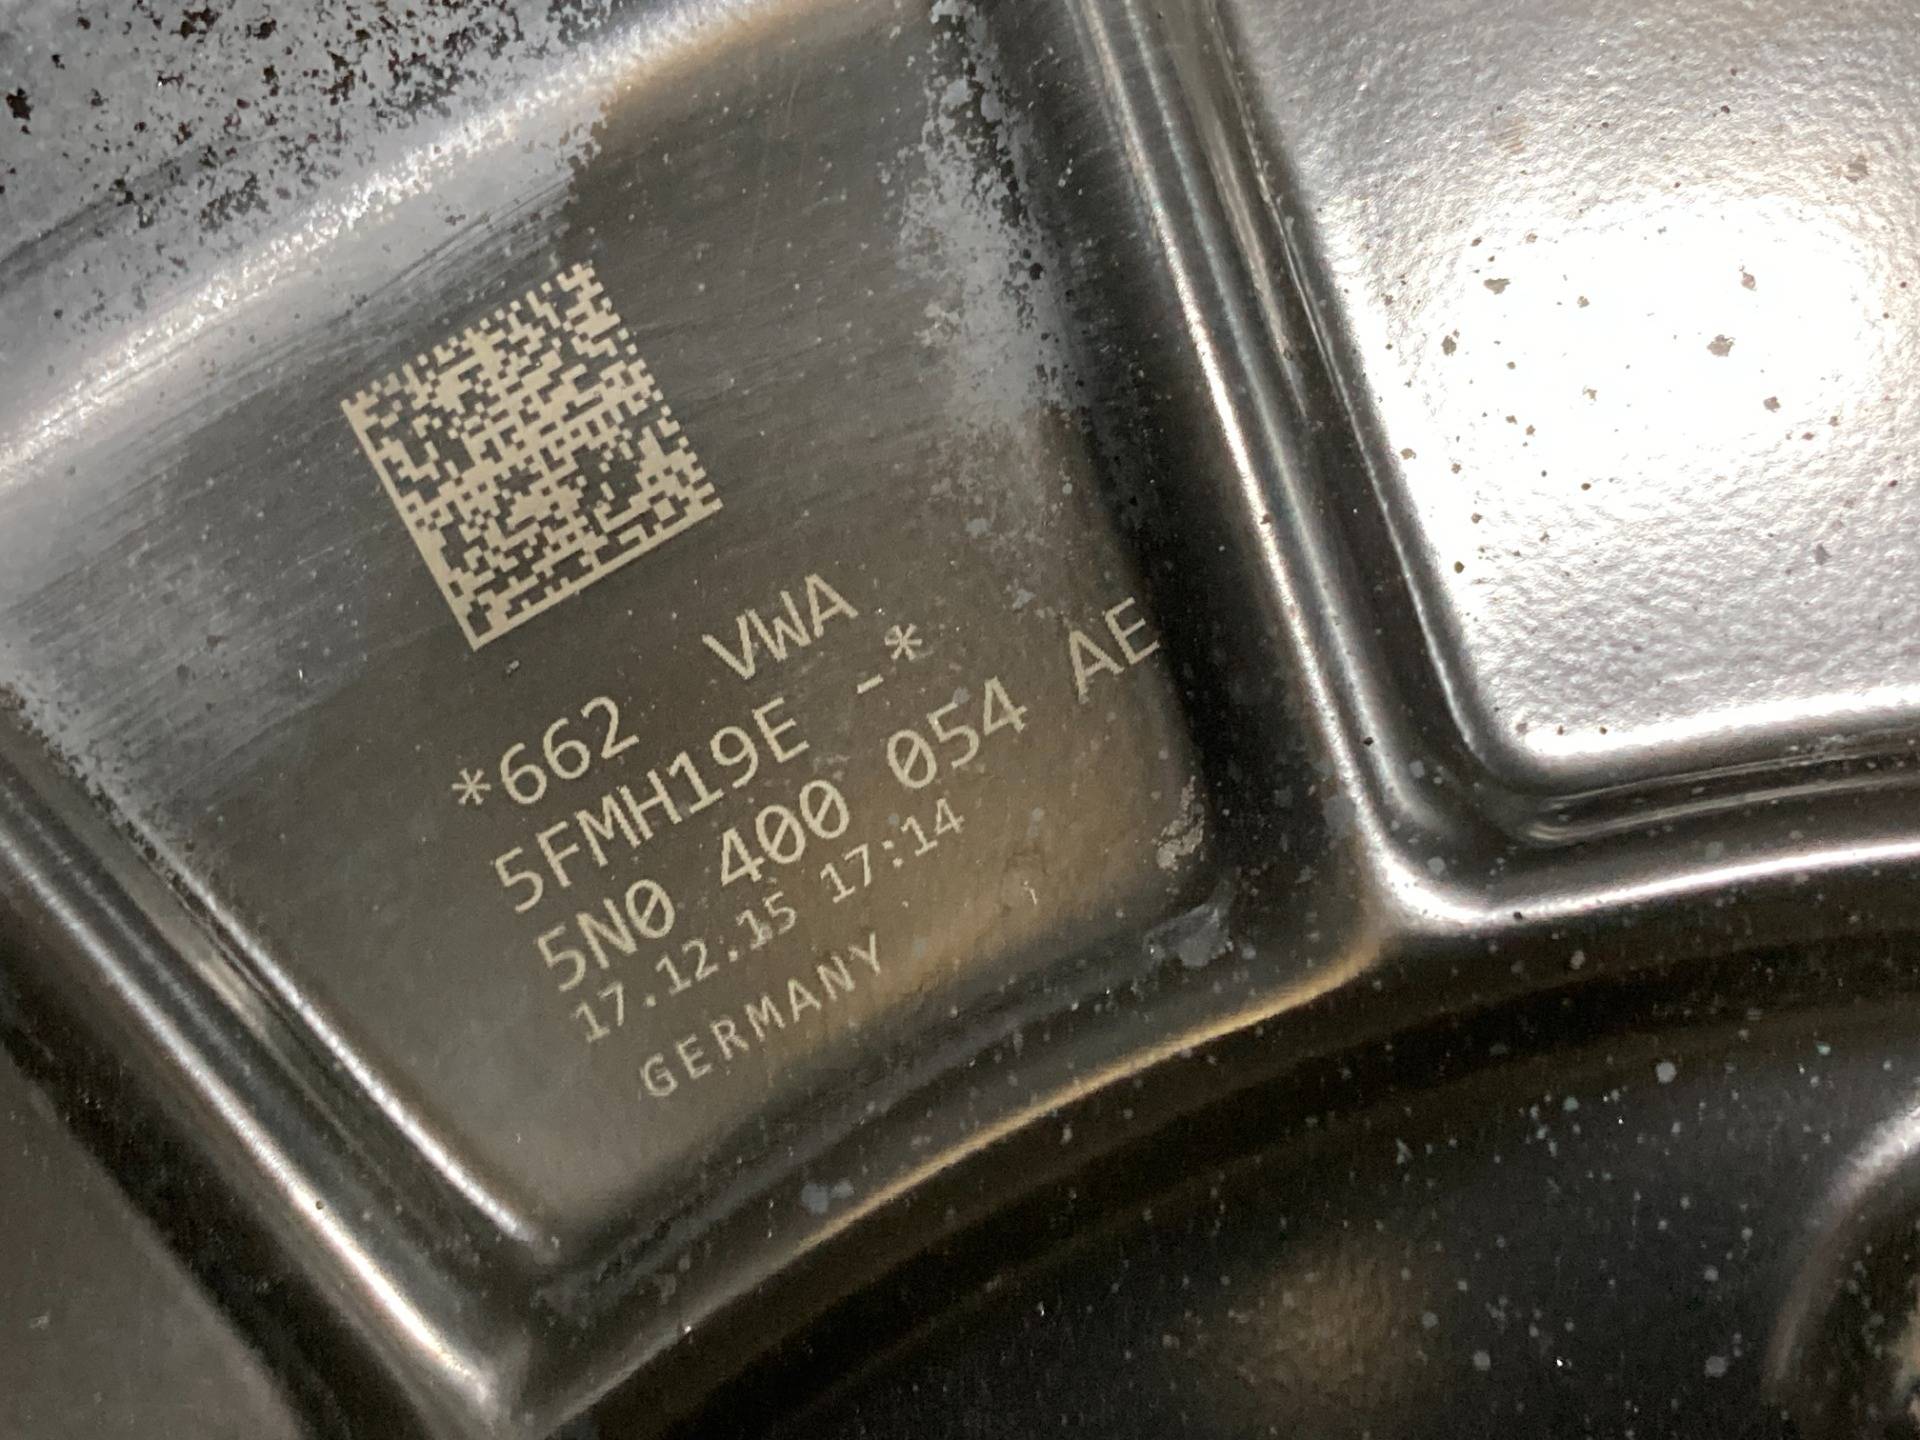 *662 VWA
5FMH19E -*
5N0 400 054 AE
17.12.15 17:14
GERMANY